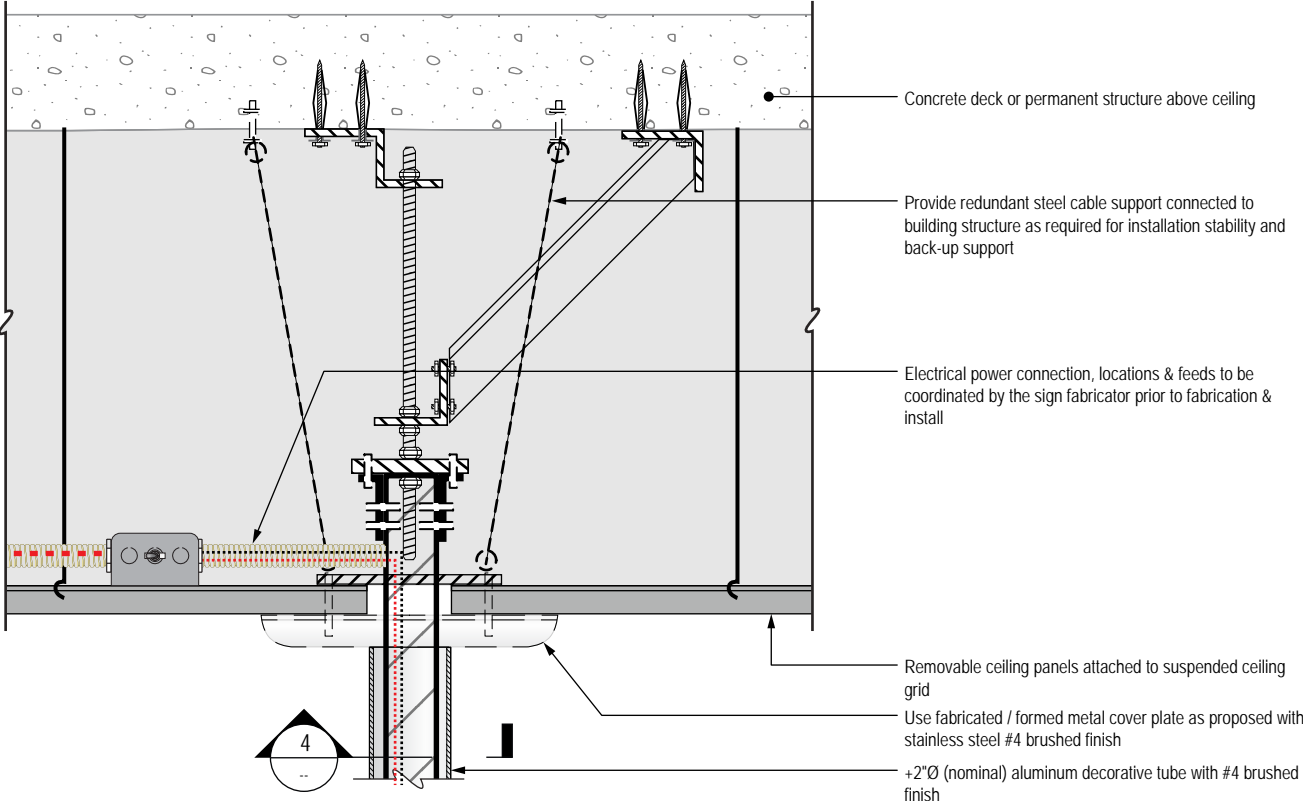 Concrete deck or permanent structure above ceiling
Provide redundant steel cable support connected to
building structure as required for installation stability and
back-up support
Electrical power connection, locations & feeds to be
coordinated by the sign fabricator prior to fabrication &
install
Removable ceiling panels attached to suspended ceiling
grid
Use fabricated / formed metal cover plate as proposed with
stainless steel #4 brushed finish
4
--
+2"Ø (nominal) aluminum decorative tube with #4 brushed
finish